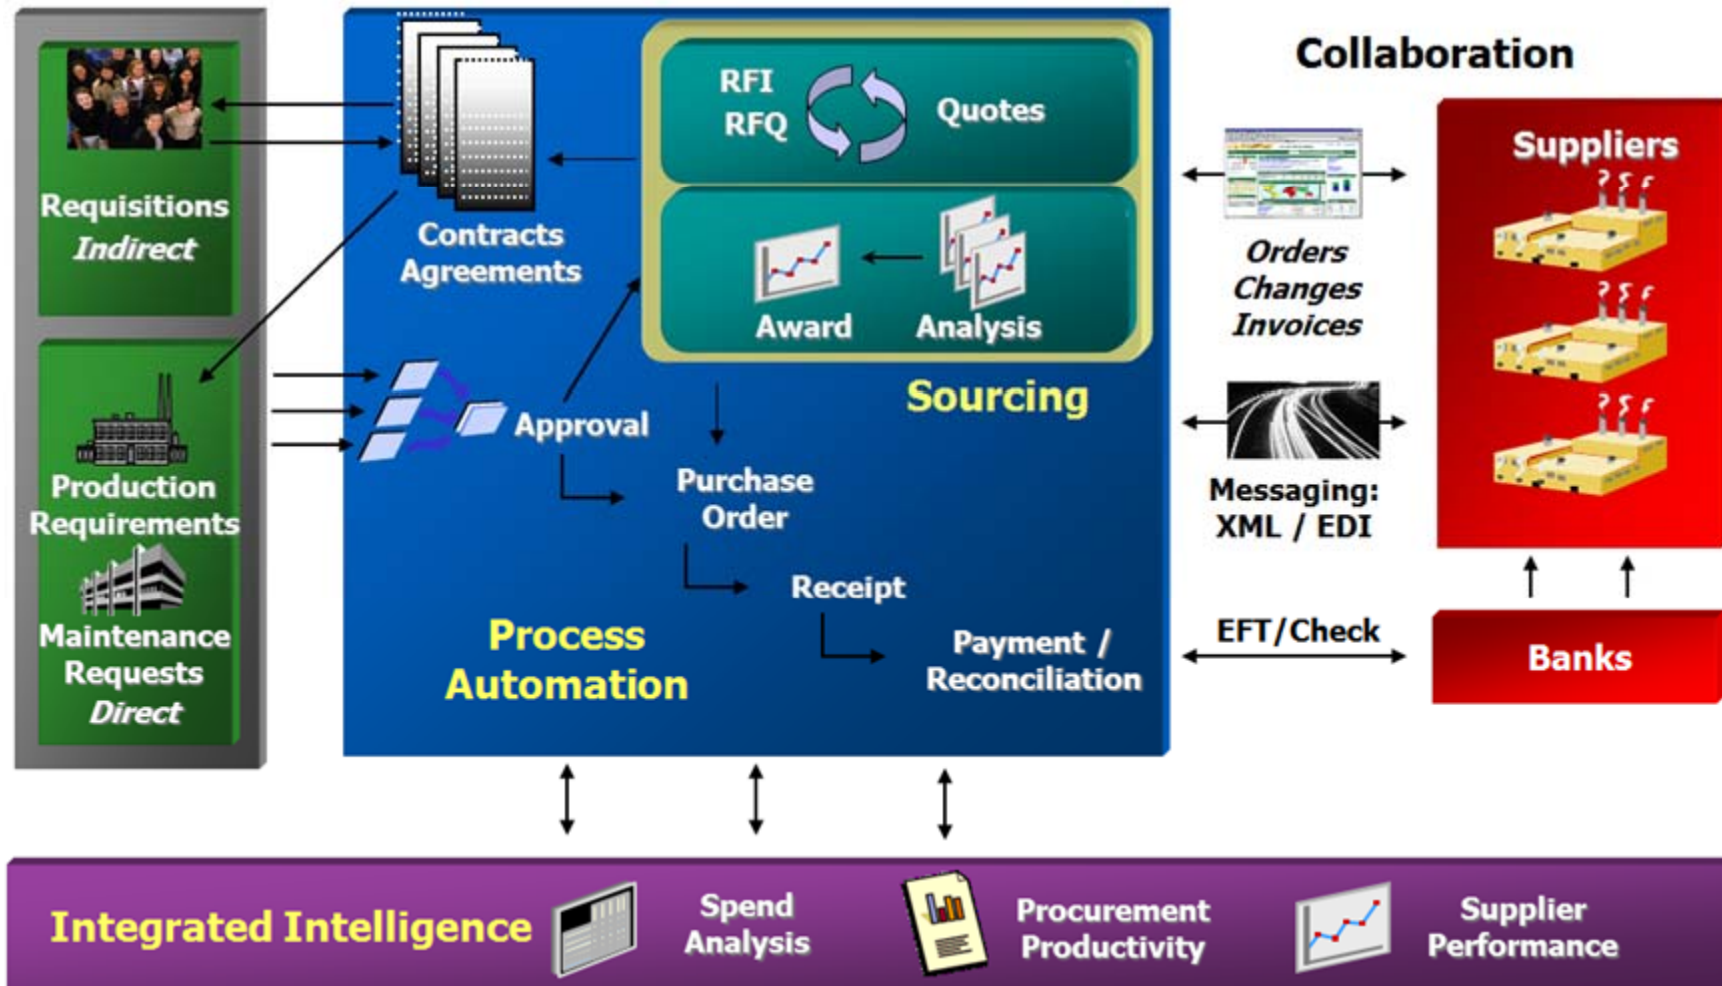 Requisitions
Indirect
Production
Requirements
Maintenance
Requests
Direct
Contracts
Agreements
RFI
RFQ
Quotes
Award
Analysis
Sourcing
Approval
Purchase
Order
Receipt
Payment /
Reconciliation
Process
Automation
Collaboration
Orders
Changes
Invoices
Messaging:
XML / EDI
EFT/Check
Suppliers
Banks
Integrated Intelligence
Spend
Analysis
Procurement
Productivity
Supplier
Performance